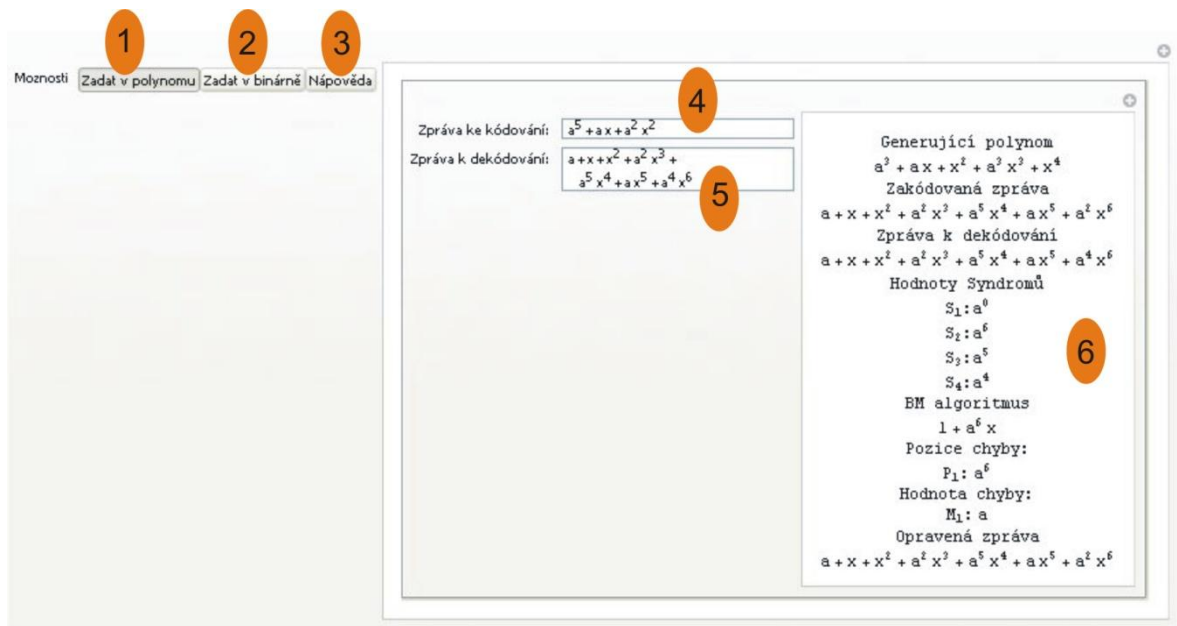 1 2 3
Moznosti Zadat v polynomu Zadat v binárně Nápověda
4
Zpráva ke kódování: a⁵ + a x + a² x²
Zpráva k dekódování: a + x + x² + a² x³ +
a⁵ x⁴ + a x⁵ + a⁴ x⁶
5
Generující polynom
a³ + a x + x² + a³ x³ + x⁴
Zakódovaná zpráva
a + x + x² + a² x³ + a⁵ x⁴ + a x⁵ + a² x⁶
Zpráva k dekódování
a + x + x² + a² x³ + a⁵ x⁴ + a x⁵ + a⁴ x⁶
Hodnoty Syndromů
S₁: a⁰
S₂: a⁶
S₃: a⁵
S₄: a⁴
6
BM algoritmus
1 + a⁶ x
Pozice chyby:
P₁: a⁶
Hodnota chyby:
M₁: a
Opravená zpráva
a + x + x² + a² x³ + a⁵ x⁴ + a x⁵ + a² x⁶